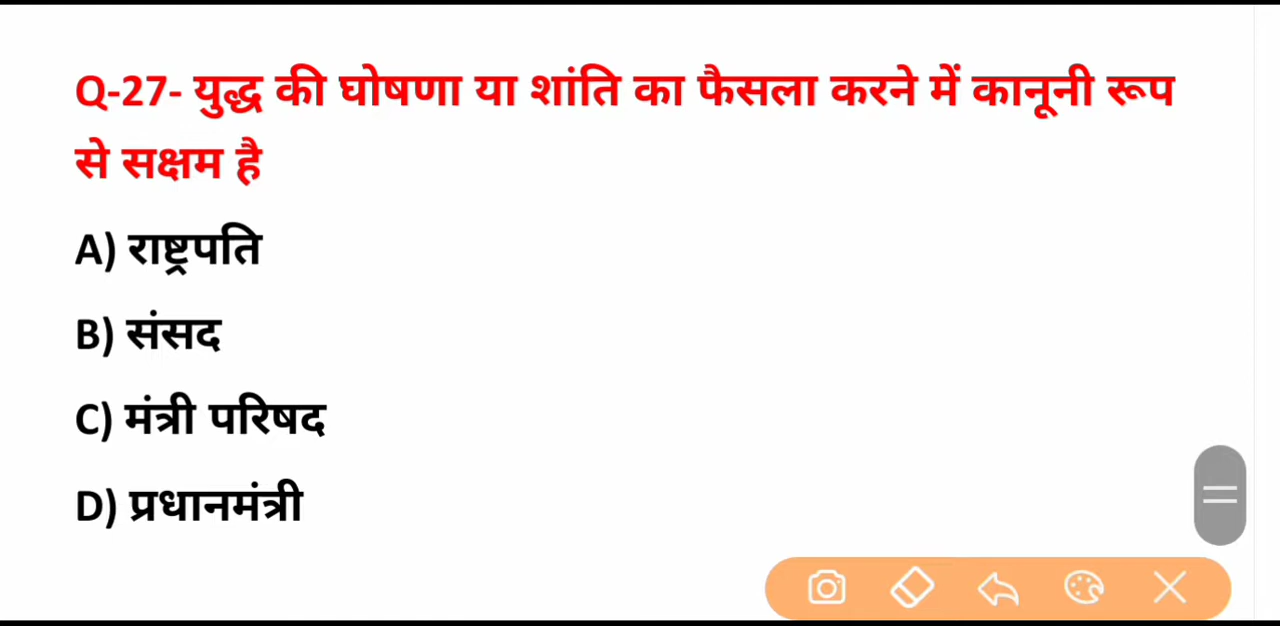 Q-27- युद्ध की घोषणा या शांति का फैसला करने में कानूनी रूप
से सक्षम है
A) राष्ट्रपति
B) संसद
C) मंत्री परिषद
D) प्रधानमंत्री